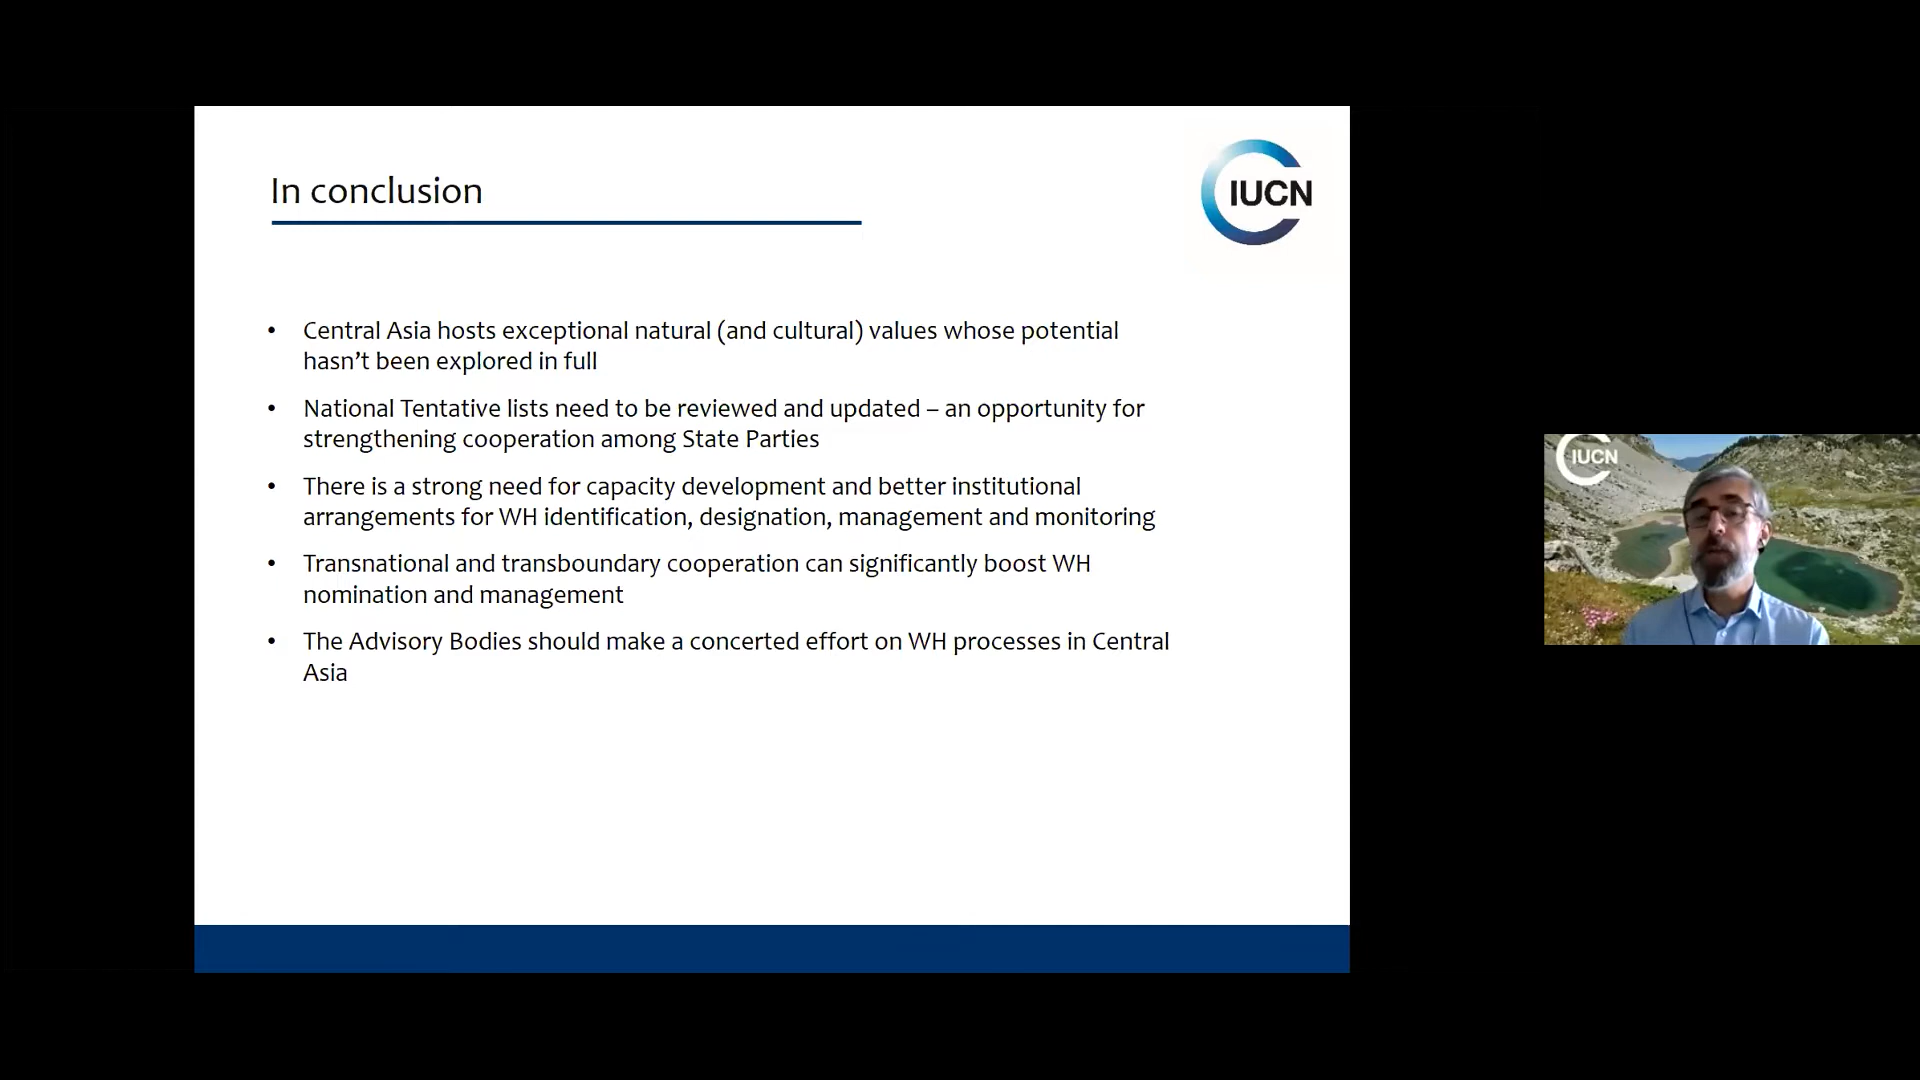 In conclusion
IUCN
• Central Asia hosts exceptional natural (and cultural) values whose potential
hasn’t been explored in full
• National Tentative lists need to be reviewed and updated – an opportunity for
strengthening cooperation among State Parties
• There is a strong need for capacity development and better institutional
arrangements for WH identification, designation, management and monitoring
• Transnational and transboundary cooperation can significantly boost WH
nomination and management
• The Advisory Bodies should make a concerted effort on WH processes in Central
Asia
IUCN